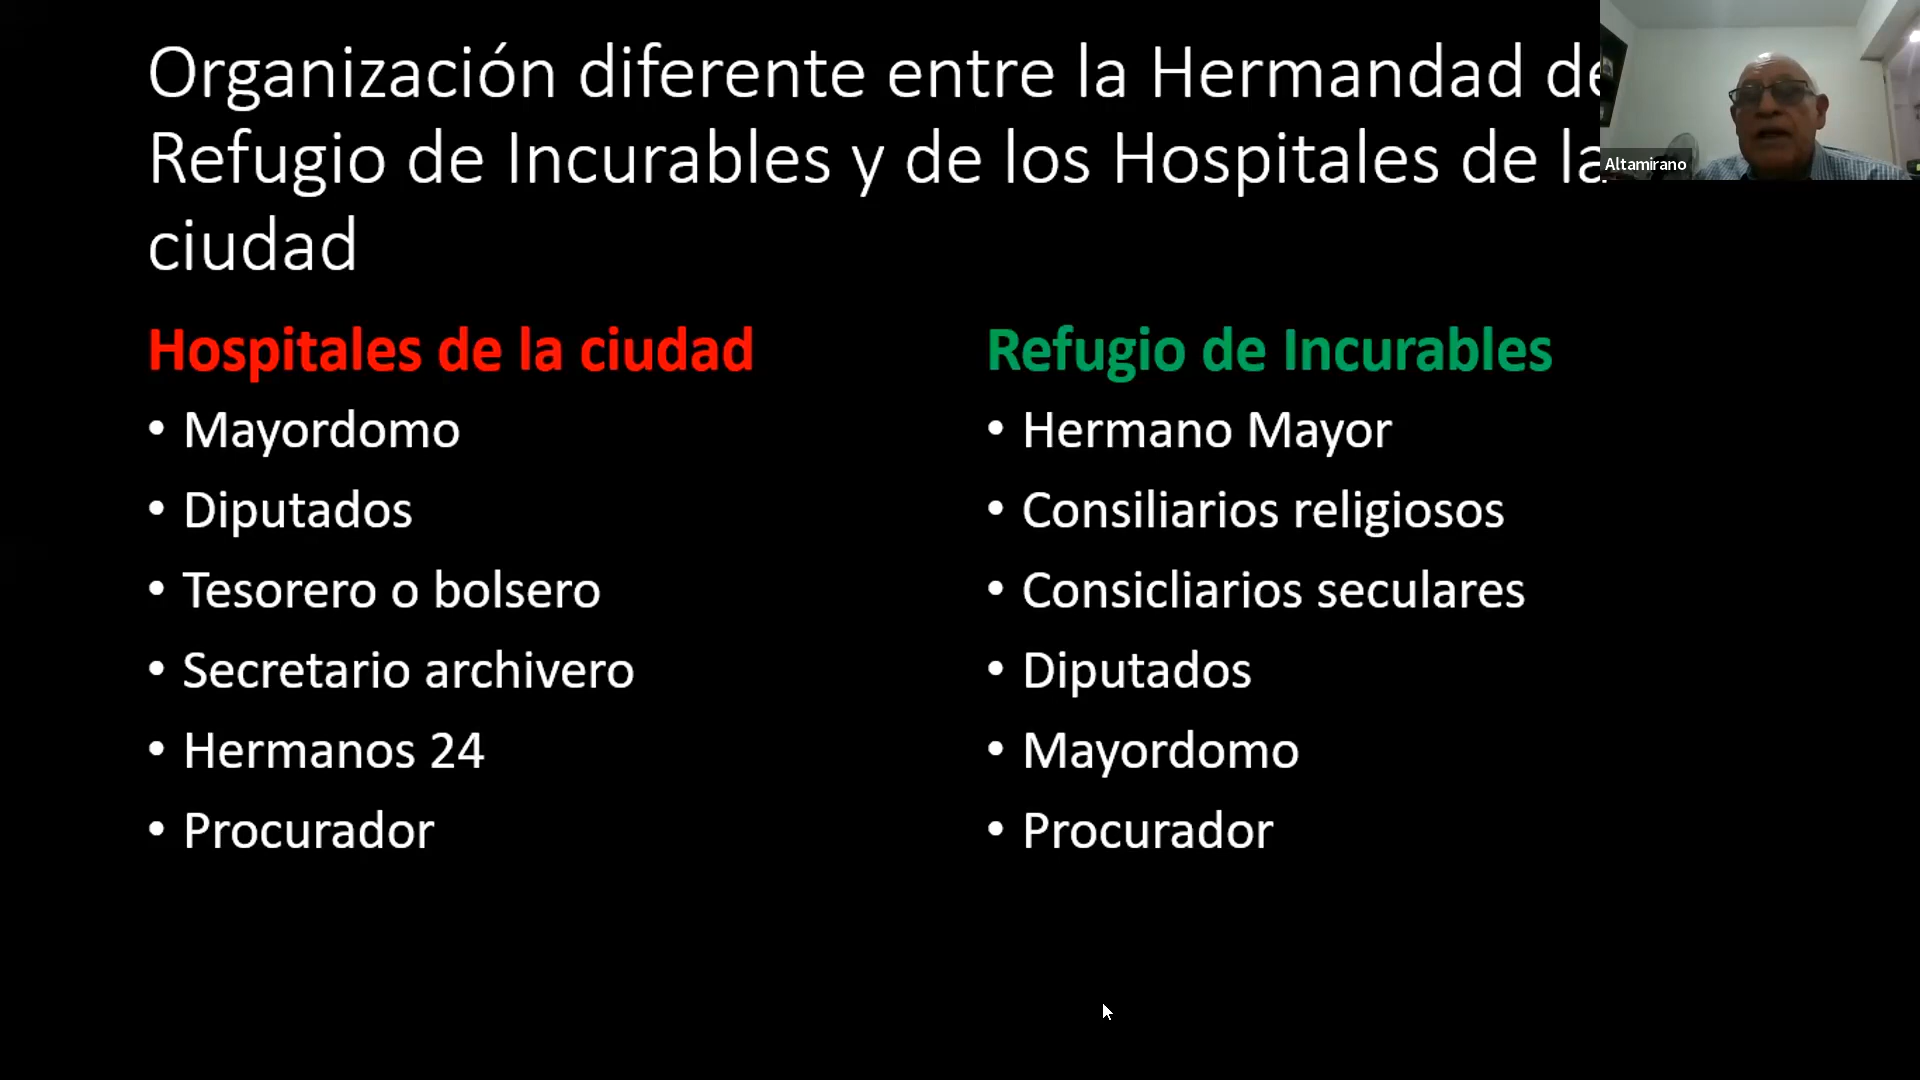 Organización diferente entre la Hermandad de
Refugio de Incurables y de los Hospitales de la
ciudad
Altamirano
Hospitales de la ciudad
• Mayordomo
• Diputados
• Tesorero o bolsero
• Secretario archivero
• Hermanos 24
• Procurador
Refugio de Incurables
• Hermano Mayor
• Consiliarios religiosos
• Consicliarios seculares
• Diputados
• Mayordomo
• Procurador